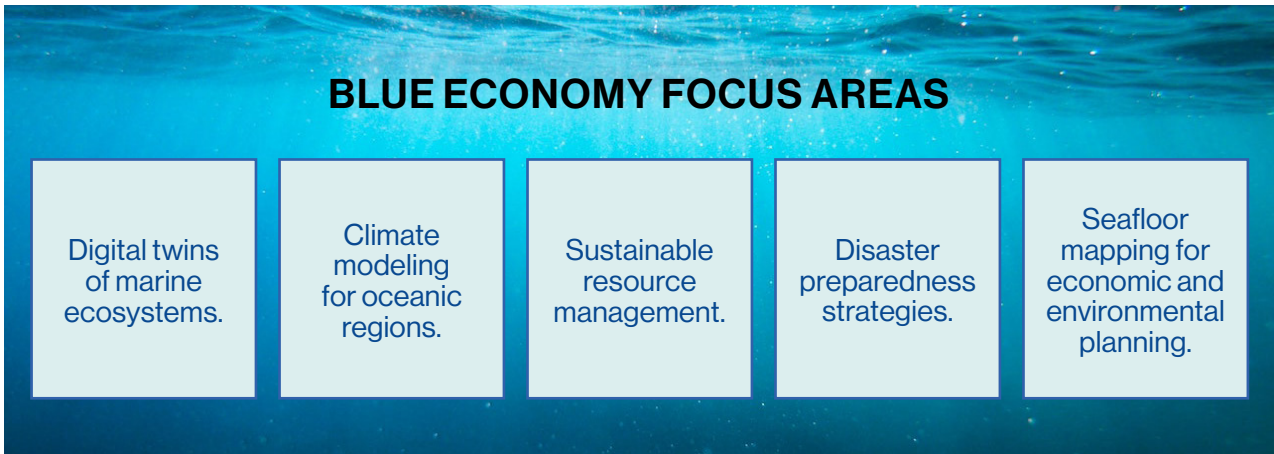 BLUE ECONOMY FOCUS AREAS
Digital twins
of marine
ecosystems.
Climate
modeling
for oceanic
regions.
Sustainable
resource
management.
Disaster
preparedness
strategies.
Seafloor
mapping for
economic and
environmental
planning.